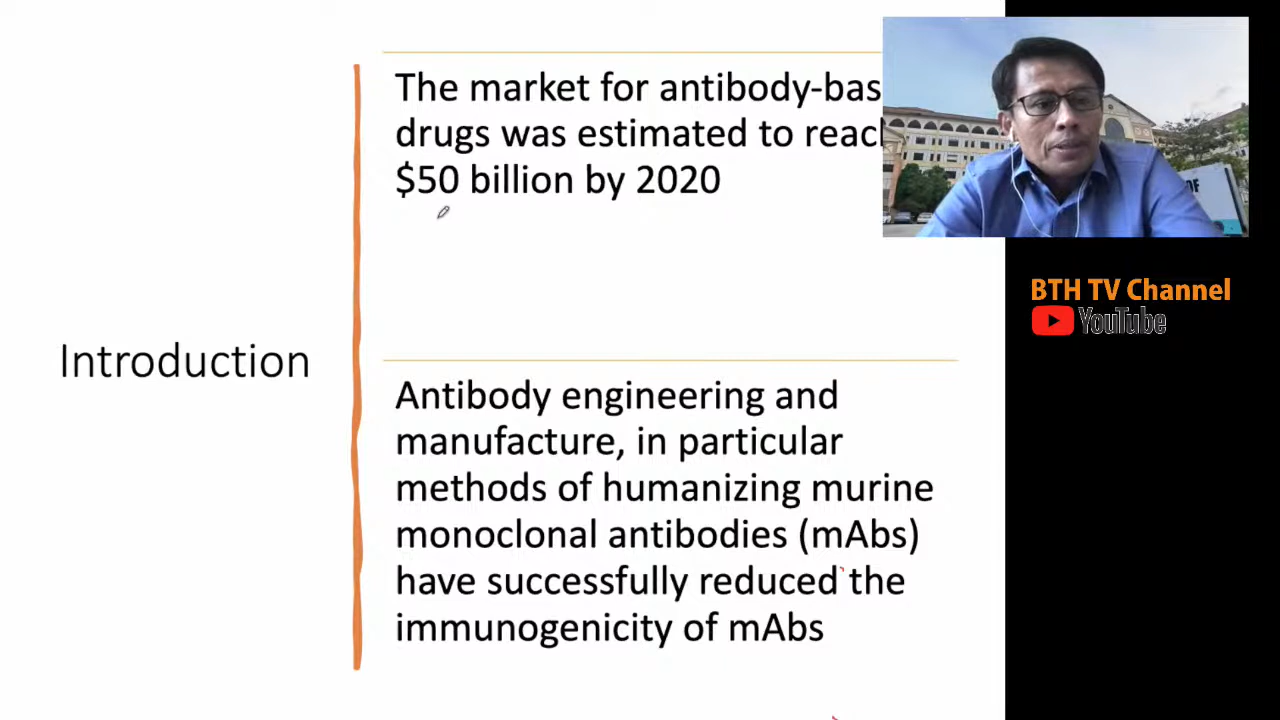 The market for antibody-bas
drugs was estimated to reach
$50 billion by 2020
Introduction
Antibody engineering and
manufacture, in particular
methods of humanizing murine
monoclonal antibodies (mAbs)
have successfully reduced the
immunogenicity of mAbs
OF
BTH TV Channel
YouTube